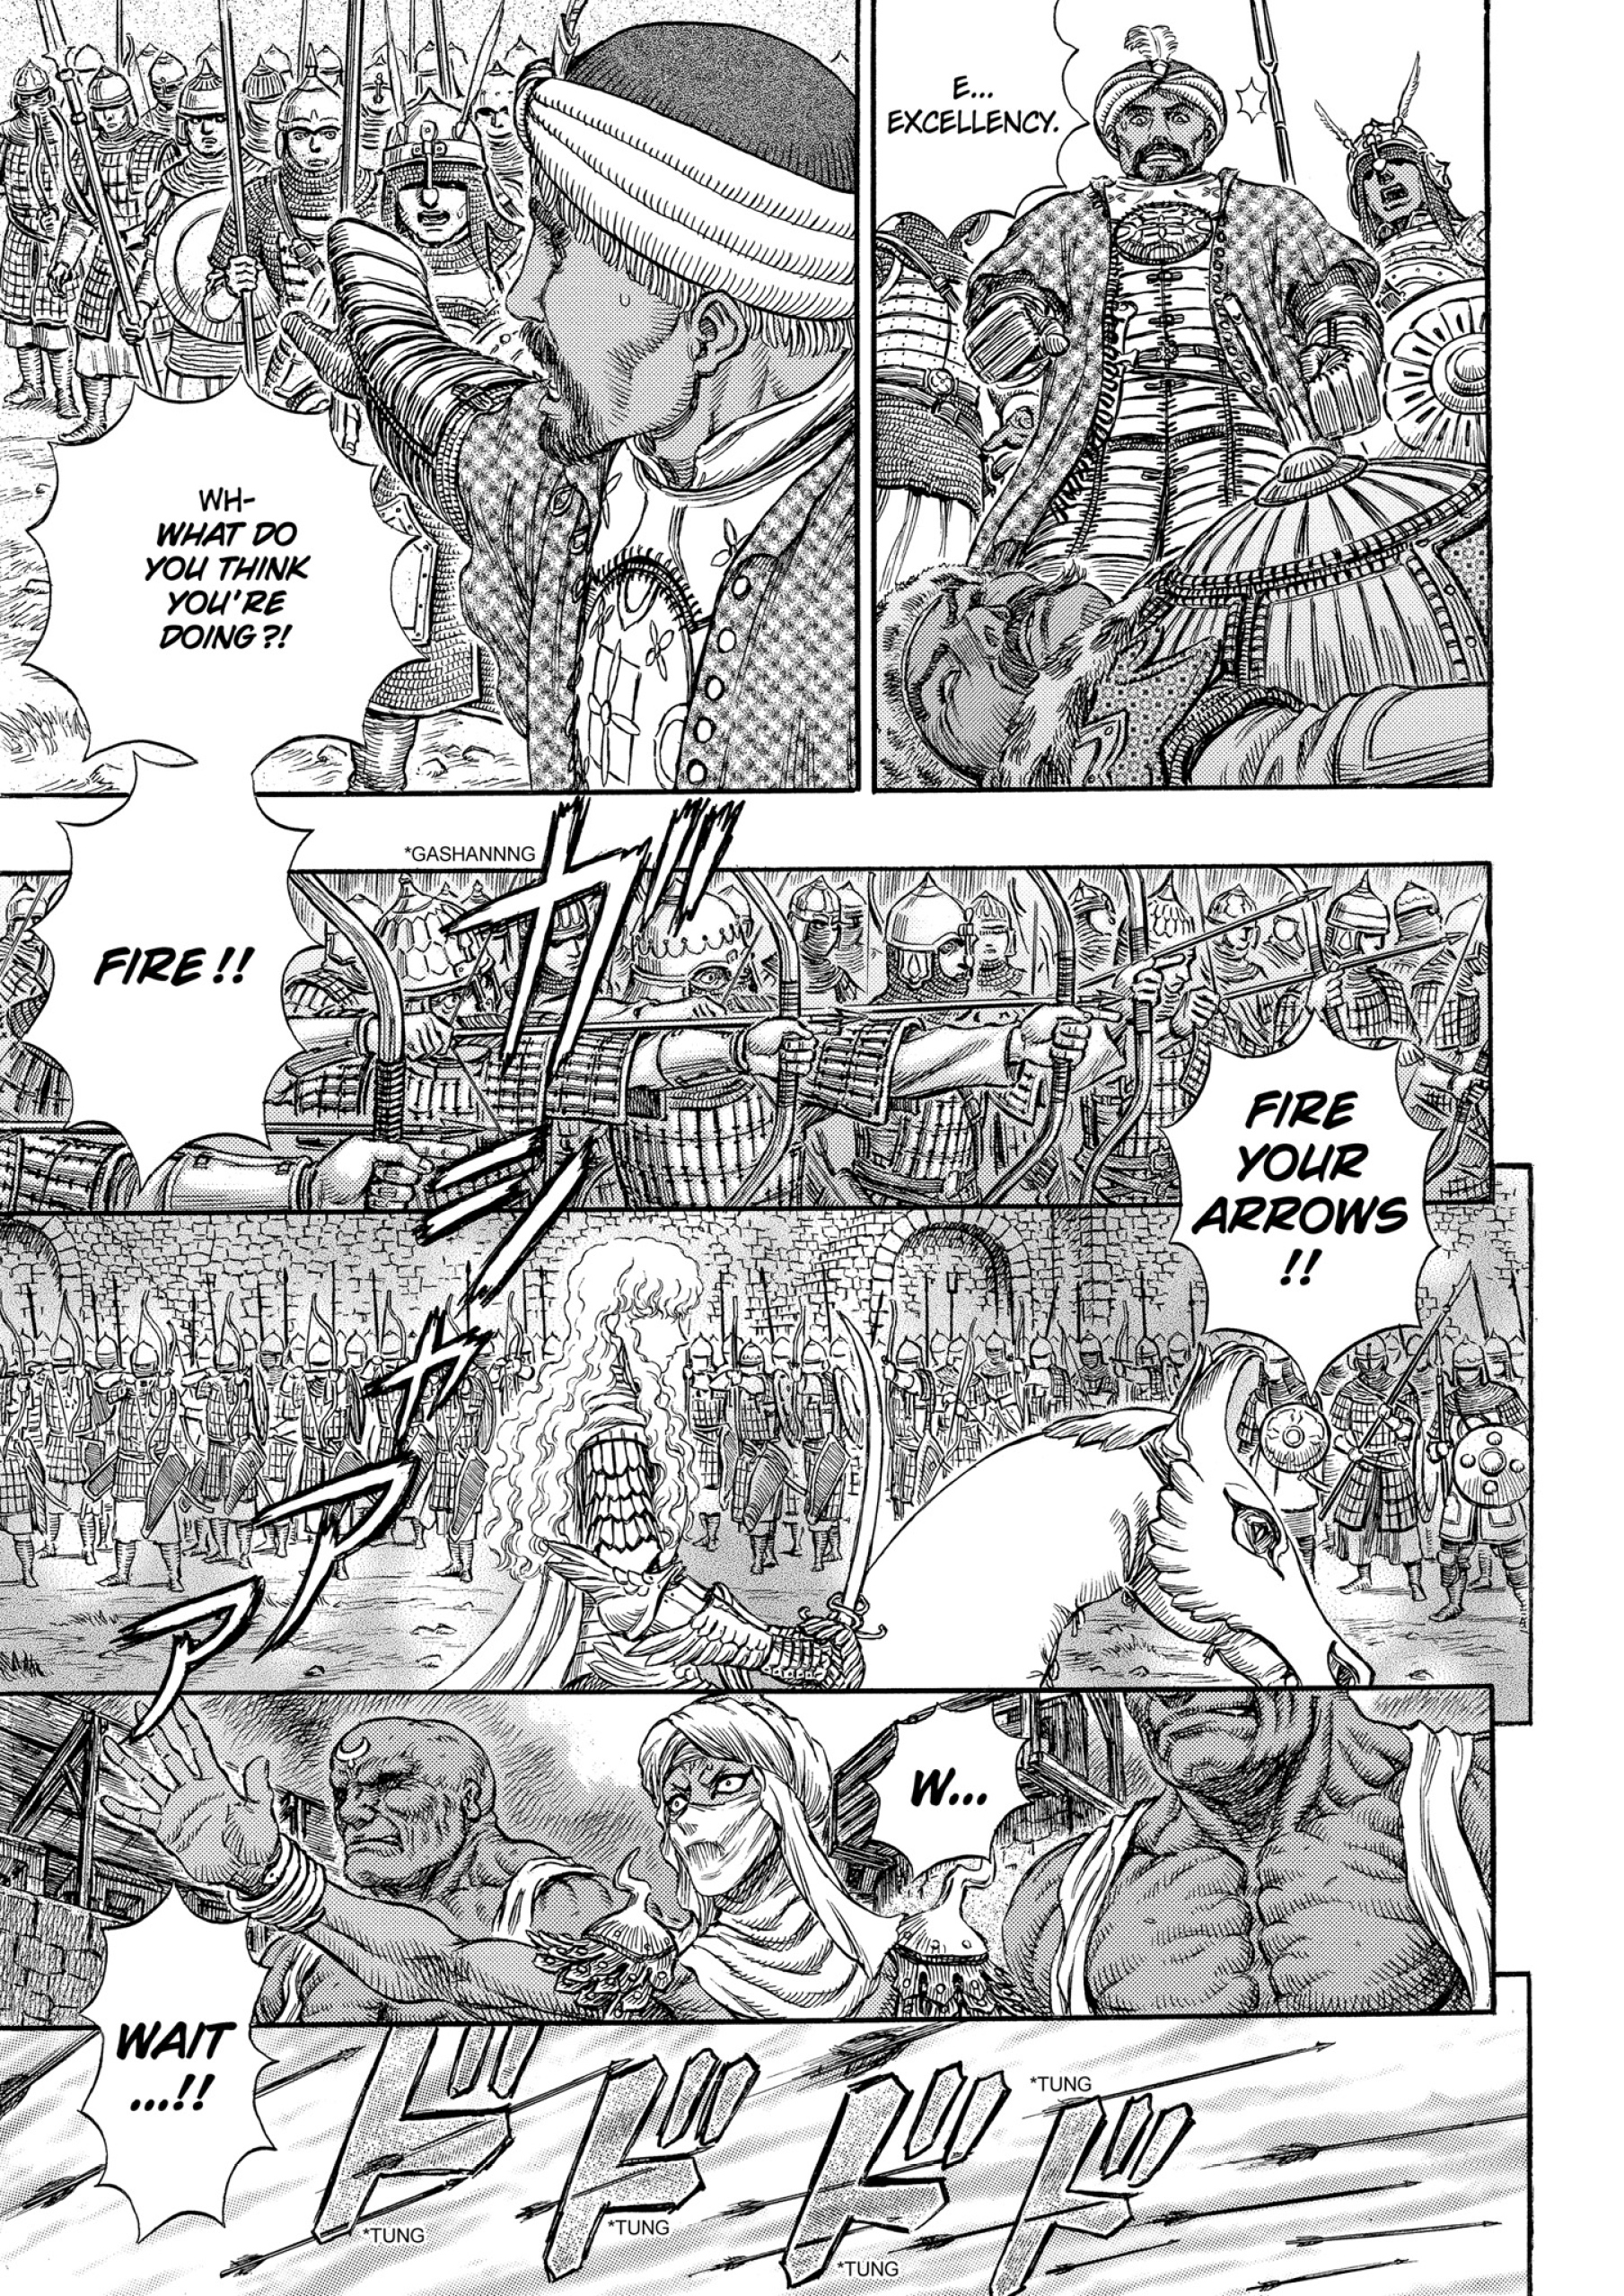 E...
EXCELLENCY.
WH-
WHAT DO
YOU THINK
YOU'RE
DOING?!
*GASHANNNG
ガシャアアア
FIRE!!
FIRE
YOUR
ARROWS
!!
W...
WAIT
...!!
ドドドド
*TUNG
*TUNG
*TUNG
*TUNG